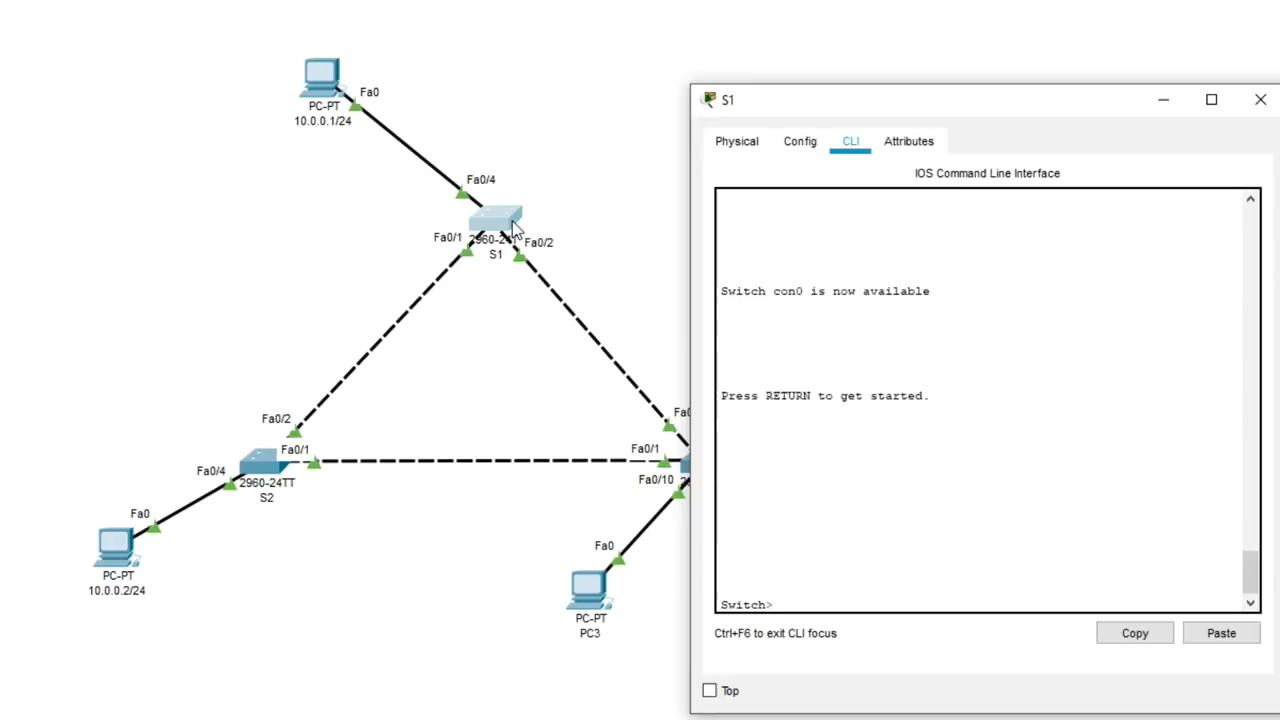 Fa0
PC-PT
10.0.0.1/24
Fa0/4
Fa0/1
Fa0/2
S1
Fa0/2
Fa0/1
Fa0/4
2960-24TT
S2
Fa0
PC-PT
10.0.0.2/24
Fa0/1
Fa0/10
Fa0
PC-PT
PC3
S1
Physical Config CLI Attributes
IOS Command Line Interface
Switch con0 is now available
Press RETURN to get started.
Switch>
Ctrl+F6 to exit CLI focus
Copy Paste
Top